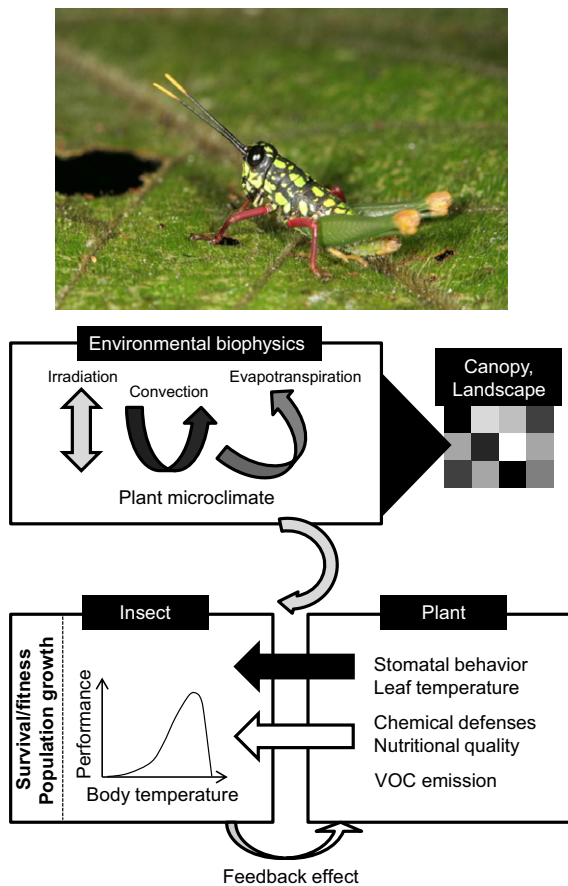 Environmental biophysics
Irradiation
Convection
Evapotranspiration
Plant microclimate
Canopy,
Landscape
Insect
Plant
Survival/fitness
Population growth
Performance
Body temperature
Stomatal behavior
Leaf temperature
Chemical defenses
Nutritional quality
VOC emission
Feedback effect